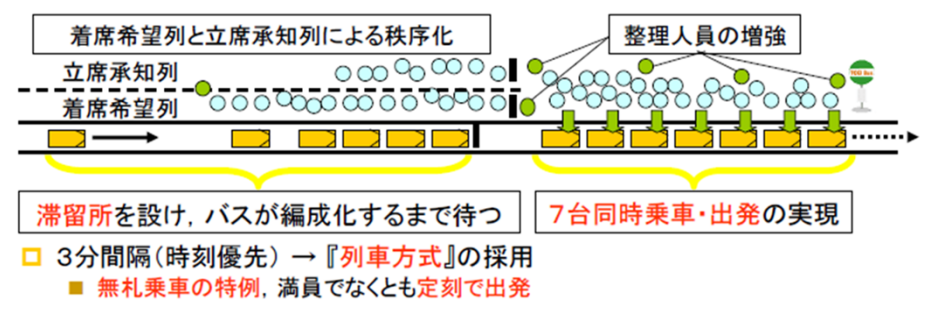 着席希望列と立席承知列による秩序化
整理人員の増強
立席承知列
着席希望列
滞留所を設け，バスが編成化するまで待つ
７台同時乗車・出発の実現
３分間隔（時刻優先） → 『列車方式』の採用
無札乗車の特例，満員でなくとも定刻で出発